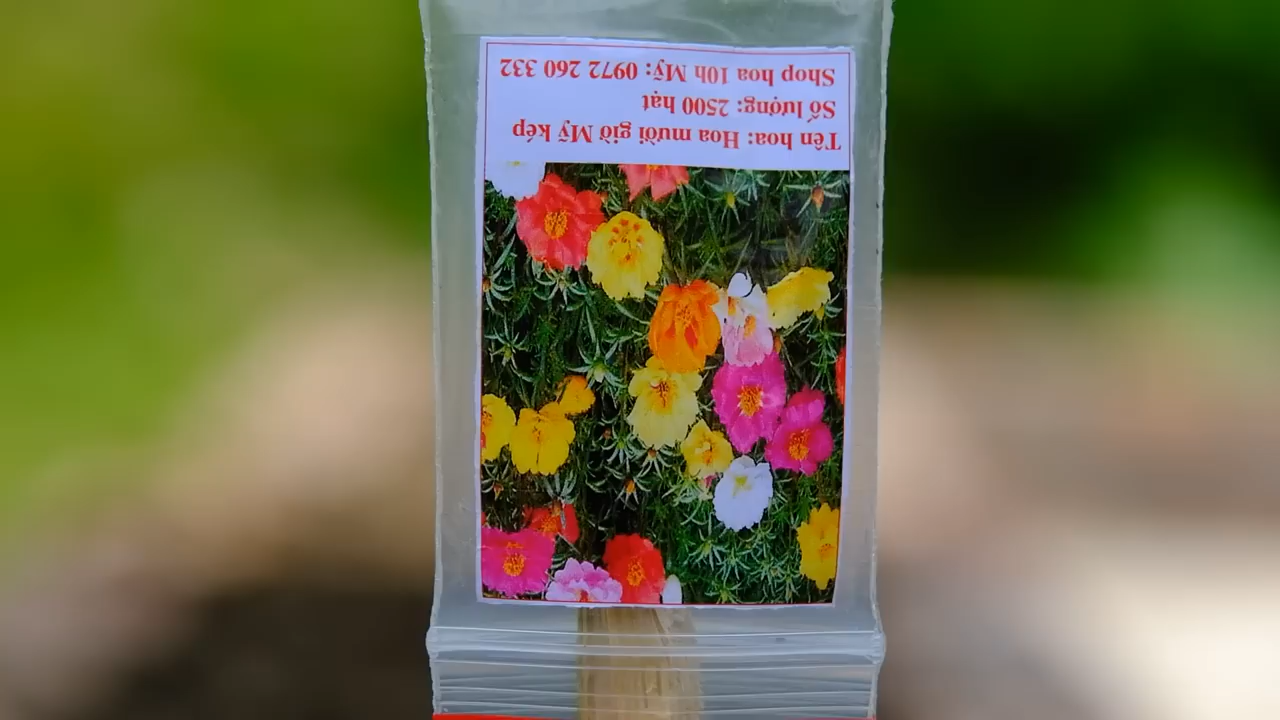 Tên hoa: Hoa mười giờ Mỹ kép
Số lượng: 2500 hạt
Shop hoa 10h Mỹ: 0972 260 332